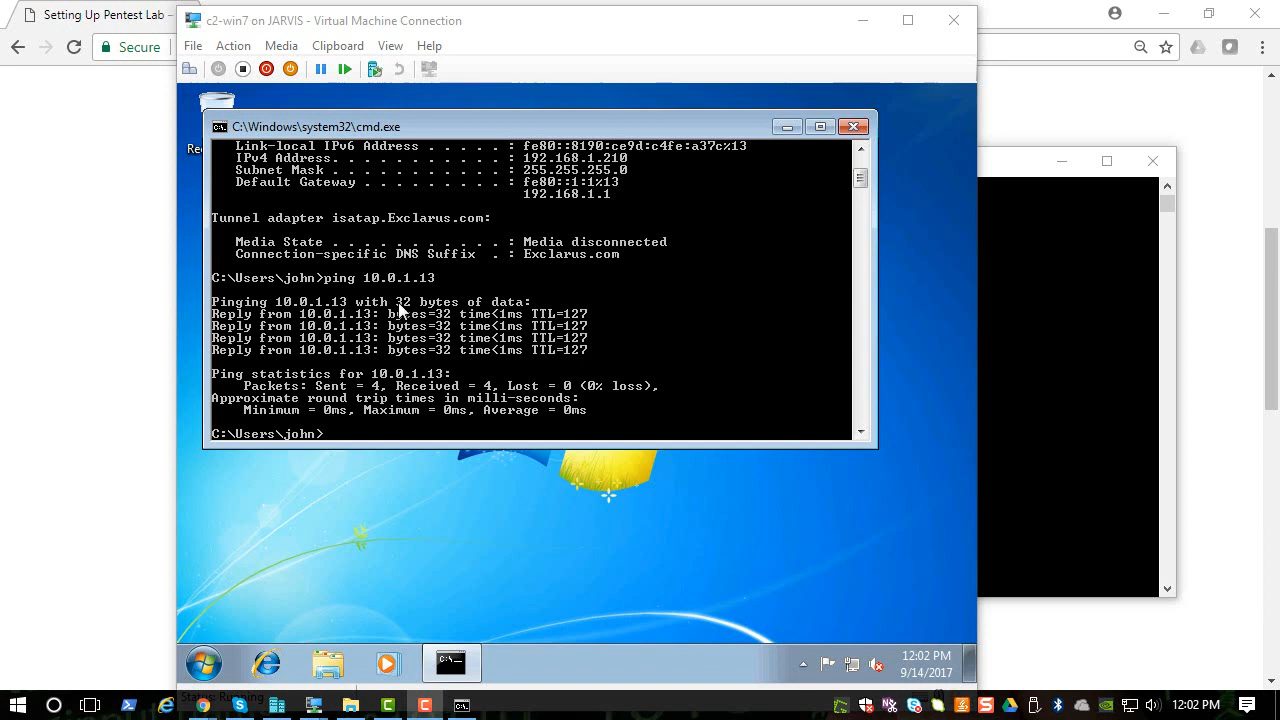 Setting Up Pentest Lab -
Secure
c2-win7 on JARVIS - Virtual Machine Connection
File Action Media Clipboard View Help
C:\Windows\system32\cmd.exe
Link-local IPv6 Address . . . . . : fe80::8190:ce9d:c4fe:a37c%13
IPv4 Address. . . . . . . . . . . : 192.168.1.210
Subnet Mask . . . . . . . . . . . : 255.255.255.0
Default Gateway . . . . . . . . . : fe80::1:1%13
192.168.1.1
Tunnel adapter isatap.Exclarus.com:
Media State . . . . . . . . . . . : Media disconnected
Connection-specific DNS Suffix . : Exclarus.com
C:\Users\john>ping 10.0.1.13
Pinging 10.0.1.13 with 32 bytes of data:
Reply from 10.0.1.13: bytes=32 time<1ms TTL=127
Reply from 10.0.1.13: bytes=32 time<1ms TTL=127
Reply from 10.0.1.13: bytes=32 time<1ms TTL=127
Reply from 10.0.1.13: bytes=32 time<1ms TTL=127
Ping statistics for 10.0.1.13:
Packets: Sent = 4, Received = 4, Lost = 0 (0% loss),
Approximate round trip times in milli-seconds:
Minimum = 0ms, Maximum = 0ms, Average = 0ms
C:\Users\john>
12:02 PM
9/14/2017
Status: Running
12:02 PM